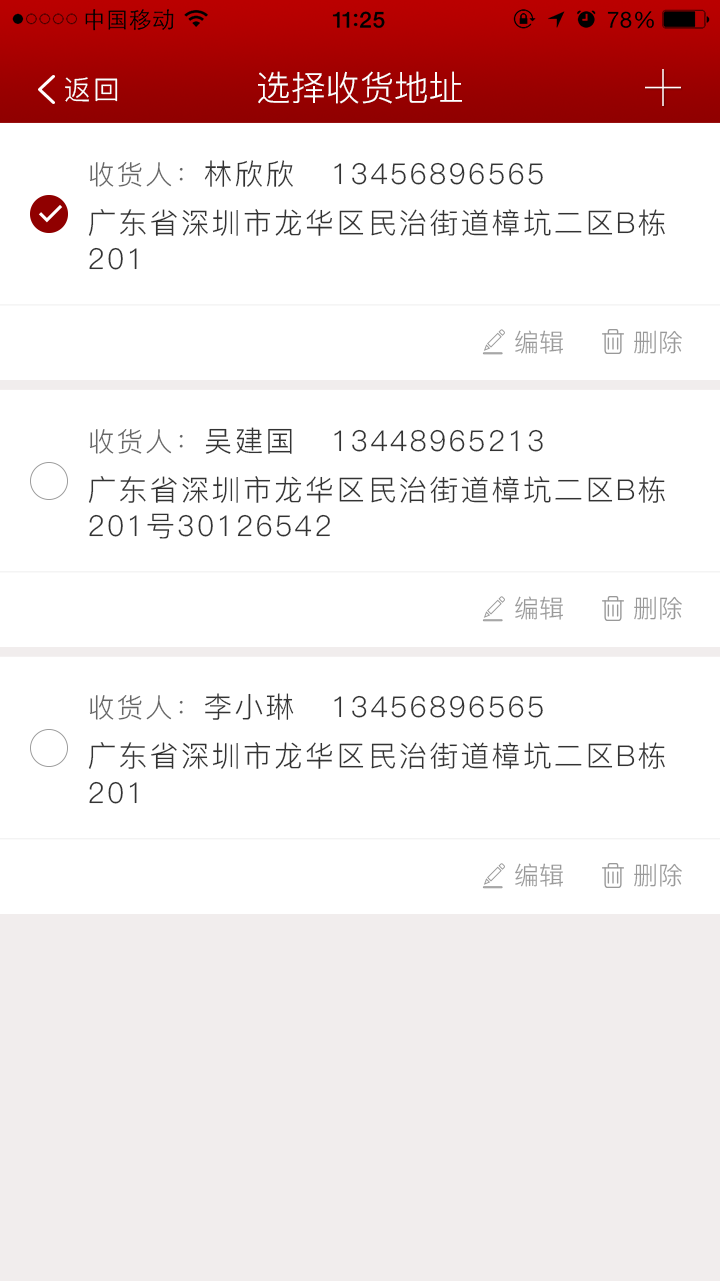 中国移动 11:25 78%
返回 选择收货地址
收货人：林欣欣 13456896565
广东省深圳市龙华区民治街道樟坑二区B栋
201
编辑 删除
收货人：吴建国 13448965213
广东省深圳市龙华区民治街道樟坑二区B栋
201号30126542
编辑 删除
收货人：李小琳 13456896565
广东省深圳市龙华区民治街道樟坑二区B栋
201
编辑 删除